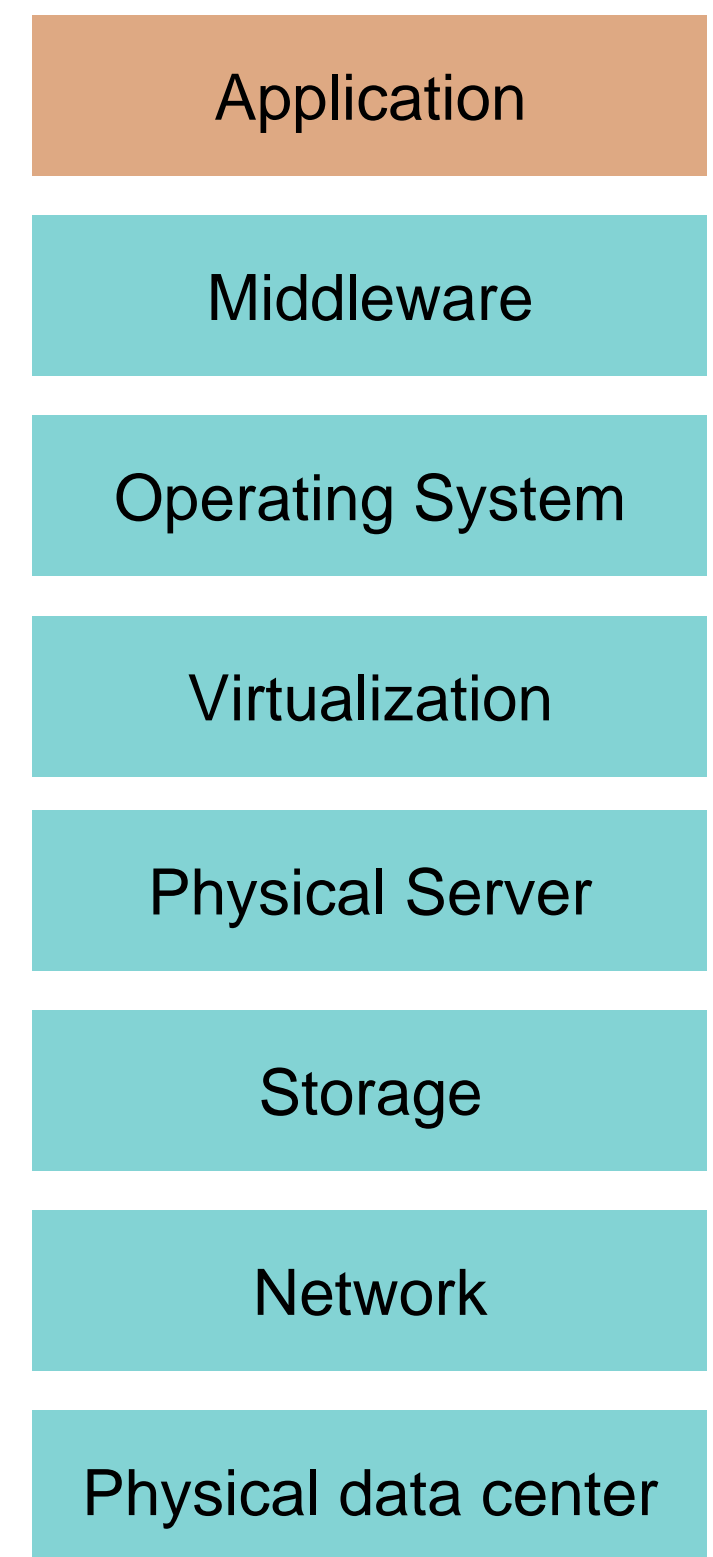 Application
Middleware
Operating System
Virtualization
Physical Server
Storage
Network
Physical data center